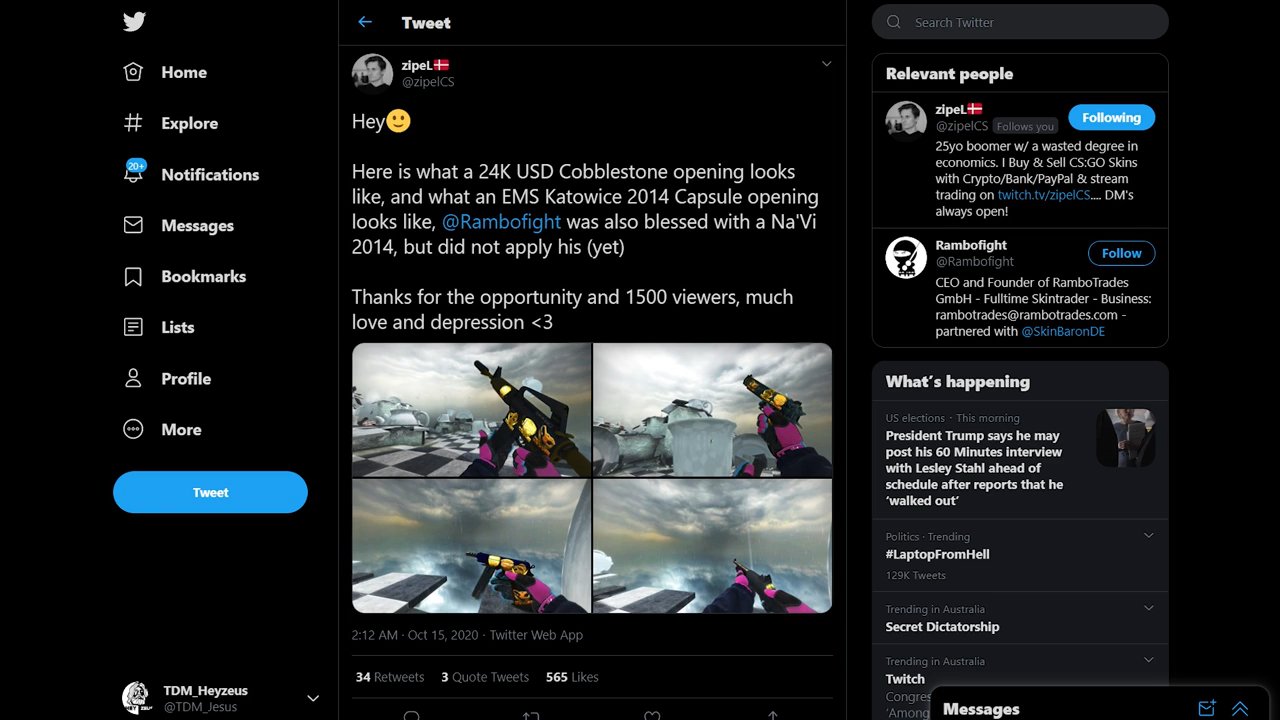 Home
Explore
20+
Notifications
Messages
Bookmarks
Lists
Profile
More
Tweet
TDM_Heyzeus
@TDM_Jesus
Tweet
zipeL🇩🇰
@zipelCS
Hey🙂
Here is what a 24K USD Cobblestone opening looks
like, and what an EMS Katowice 2014 Capsule opening
looks like, @Rambofight was also blessed with a Na'Vi
2014, but did not apply his (yet)
Thanks for the opportunity and 1500 viewers, much
love and depression <3
2:12 AM · Oct 15, 2020 · Twitter Web App
34 Retweets 3 Quote Tweets 565 Likes
Search Twitter
Relevant people
zipeL🇩🇰
@zipelCS Follows you
Following
25yo boomer w/ a wasted degree in
economics. I Buy & Sell CS:GO Skins
with Crypto/Bank/PayPal & stream
trading on twitch.tv/zipelCS.... DM's
always open!
Rambofight
@Rambofight
Follow
CEO and Founder of RamboTrades
GmbH - Fulltime Skintrader - Business:
rambotrades@rambotrades.com -
partnered with @SkinBaronDE
What's happening
US elections · This morning
President Trump says he may
post his 60 Minutes interview
with Lesley Stahl ahead of
schedule after reports that he
'walked out'
Politics · Trending
#LaptopFromHell
129K Tweets
Trending in Australia
Secret Dictatorship
Trending in Australia
Twitch
Congres
'Among
Messages